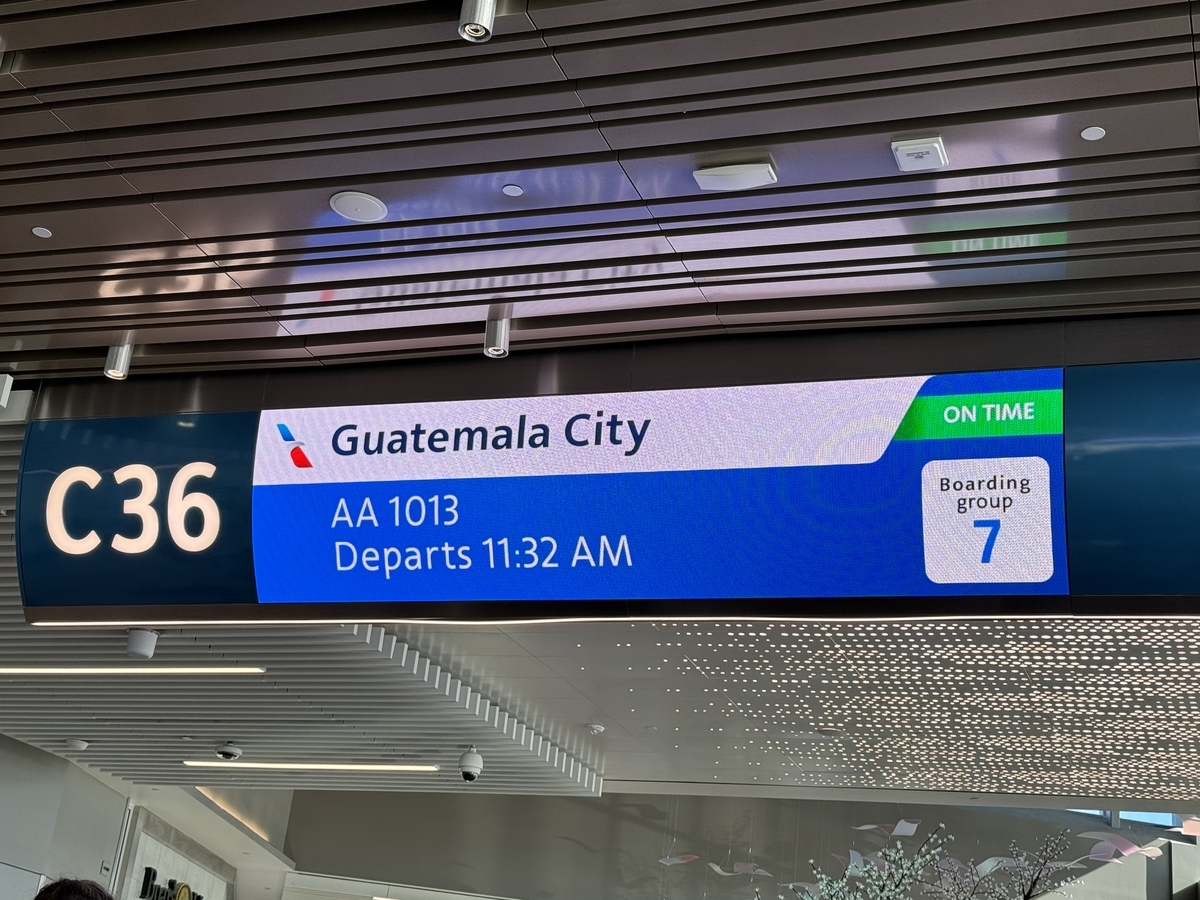 C36
Guatemala City
ON TIME
AA 1013
Departs 11:32 AM
Boarding
group
7